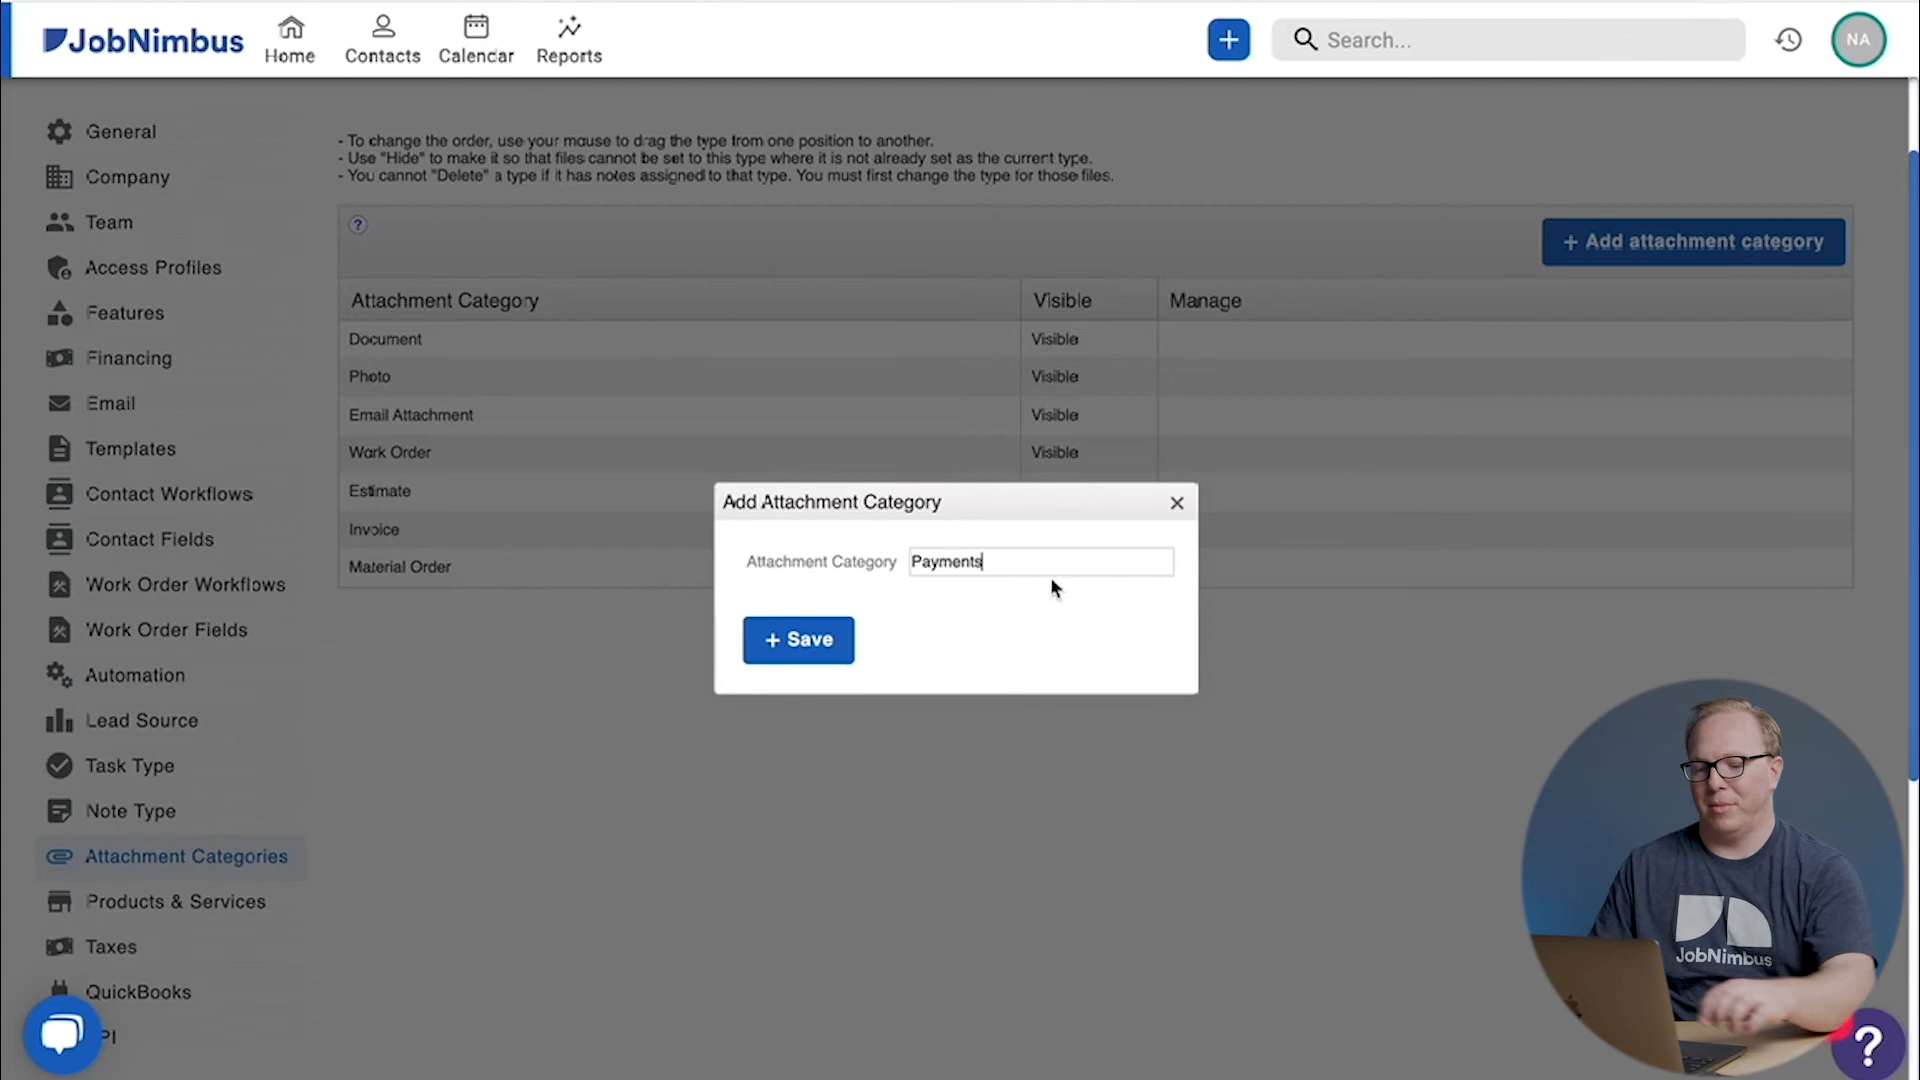 JobNimbus
Home
Contacts
Calendar
Reports
Search...
NA
General
Company
Team
Access Profiles
Features
Financing
Email
Templates
Contact Workflows
Contact Fields
Work Order Workflows
Work Order Fields
Automation
Lead Source
Task Type
Note Type
Attachment Categories
Products & Services
Taxes
QuickBooks
- To change the order, use your mouse to drag the type from one position to another.
- Use "Hide" to make it so that files cannot be set to this type where it is not already set as the current type.
- You cannot "Delete" a type if it has notes assigned to that type. You must first change the type for those files.
?
+ Add attachment category
Attachment Category Visible Manage
Document Visible
Photo Visible
Email Attachment Visible
Work Order Visible
Estimate
Invoice
Material Order
Add Attachment Category
Attachment Category Payments
+ Save
JobNimbus
?